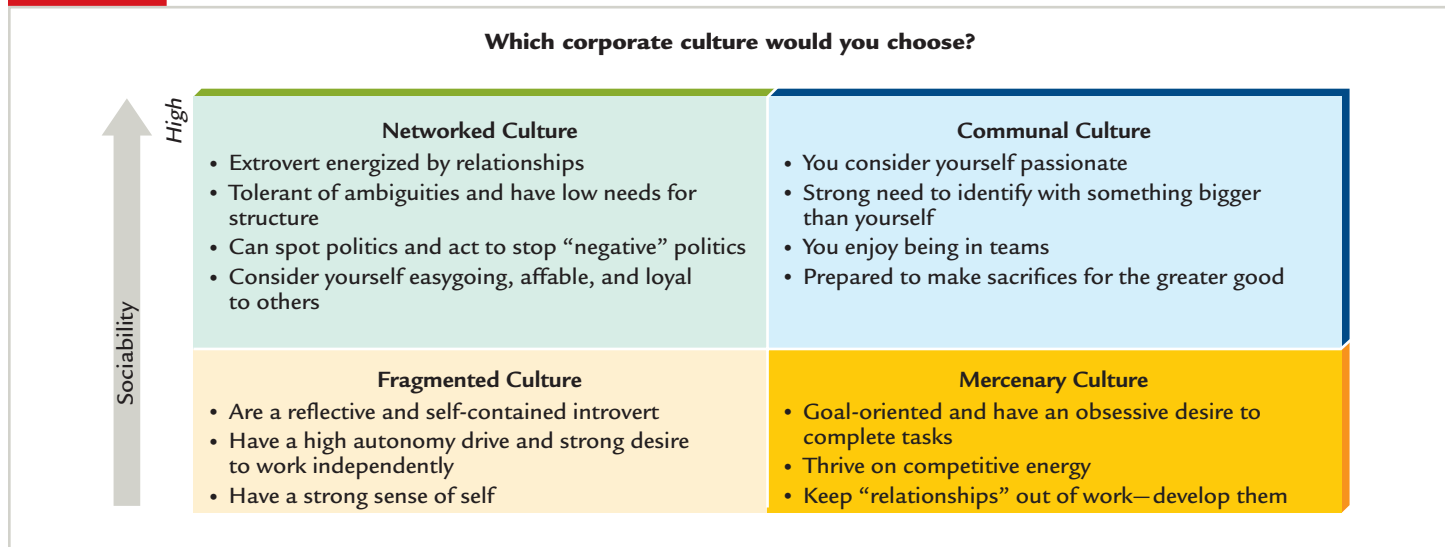 Which corporate culture would you choose?
High
Sociability
Networked Culture
• Extrovert energized by relationships
• Tolerant of ambiguities and have low needs for
structure
• Can spot politics and act to stop “negative” politics
• Consider yourself easygoing, affable, and loyal
to others
Communal Culture
• You consider yourself passionate
• Strong need to identify with something bigger
than yourself
• You enjoy being in teams
• Prepared to make sacrifices for the greater good
Fragmented Culture
• Are a reflective and self-contained introvert
• Have a high autonomy drive and strong desire
to work independently
• Have a strong sense of self
Mercenary Culture
• Goal-oriented and have an obsessive desire to
complete tasks
• Thrive on competitive energy
• Keep “relationships” out of work—develop them